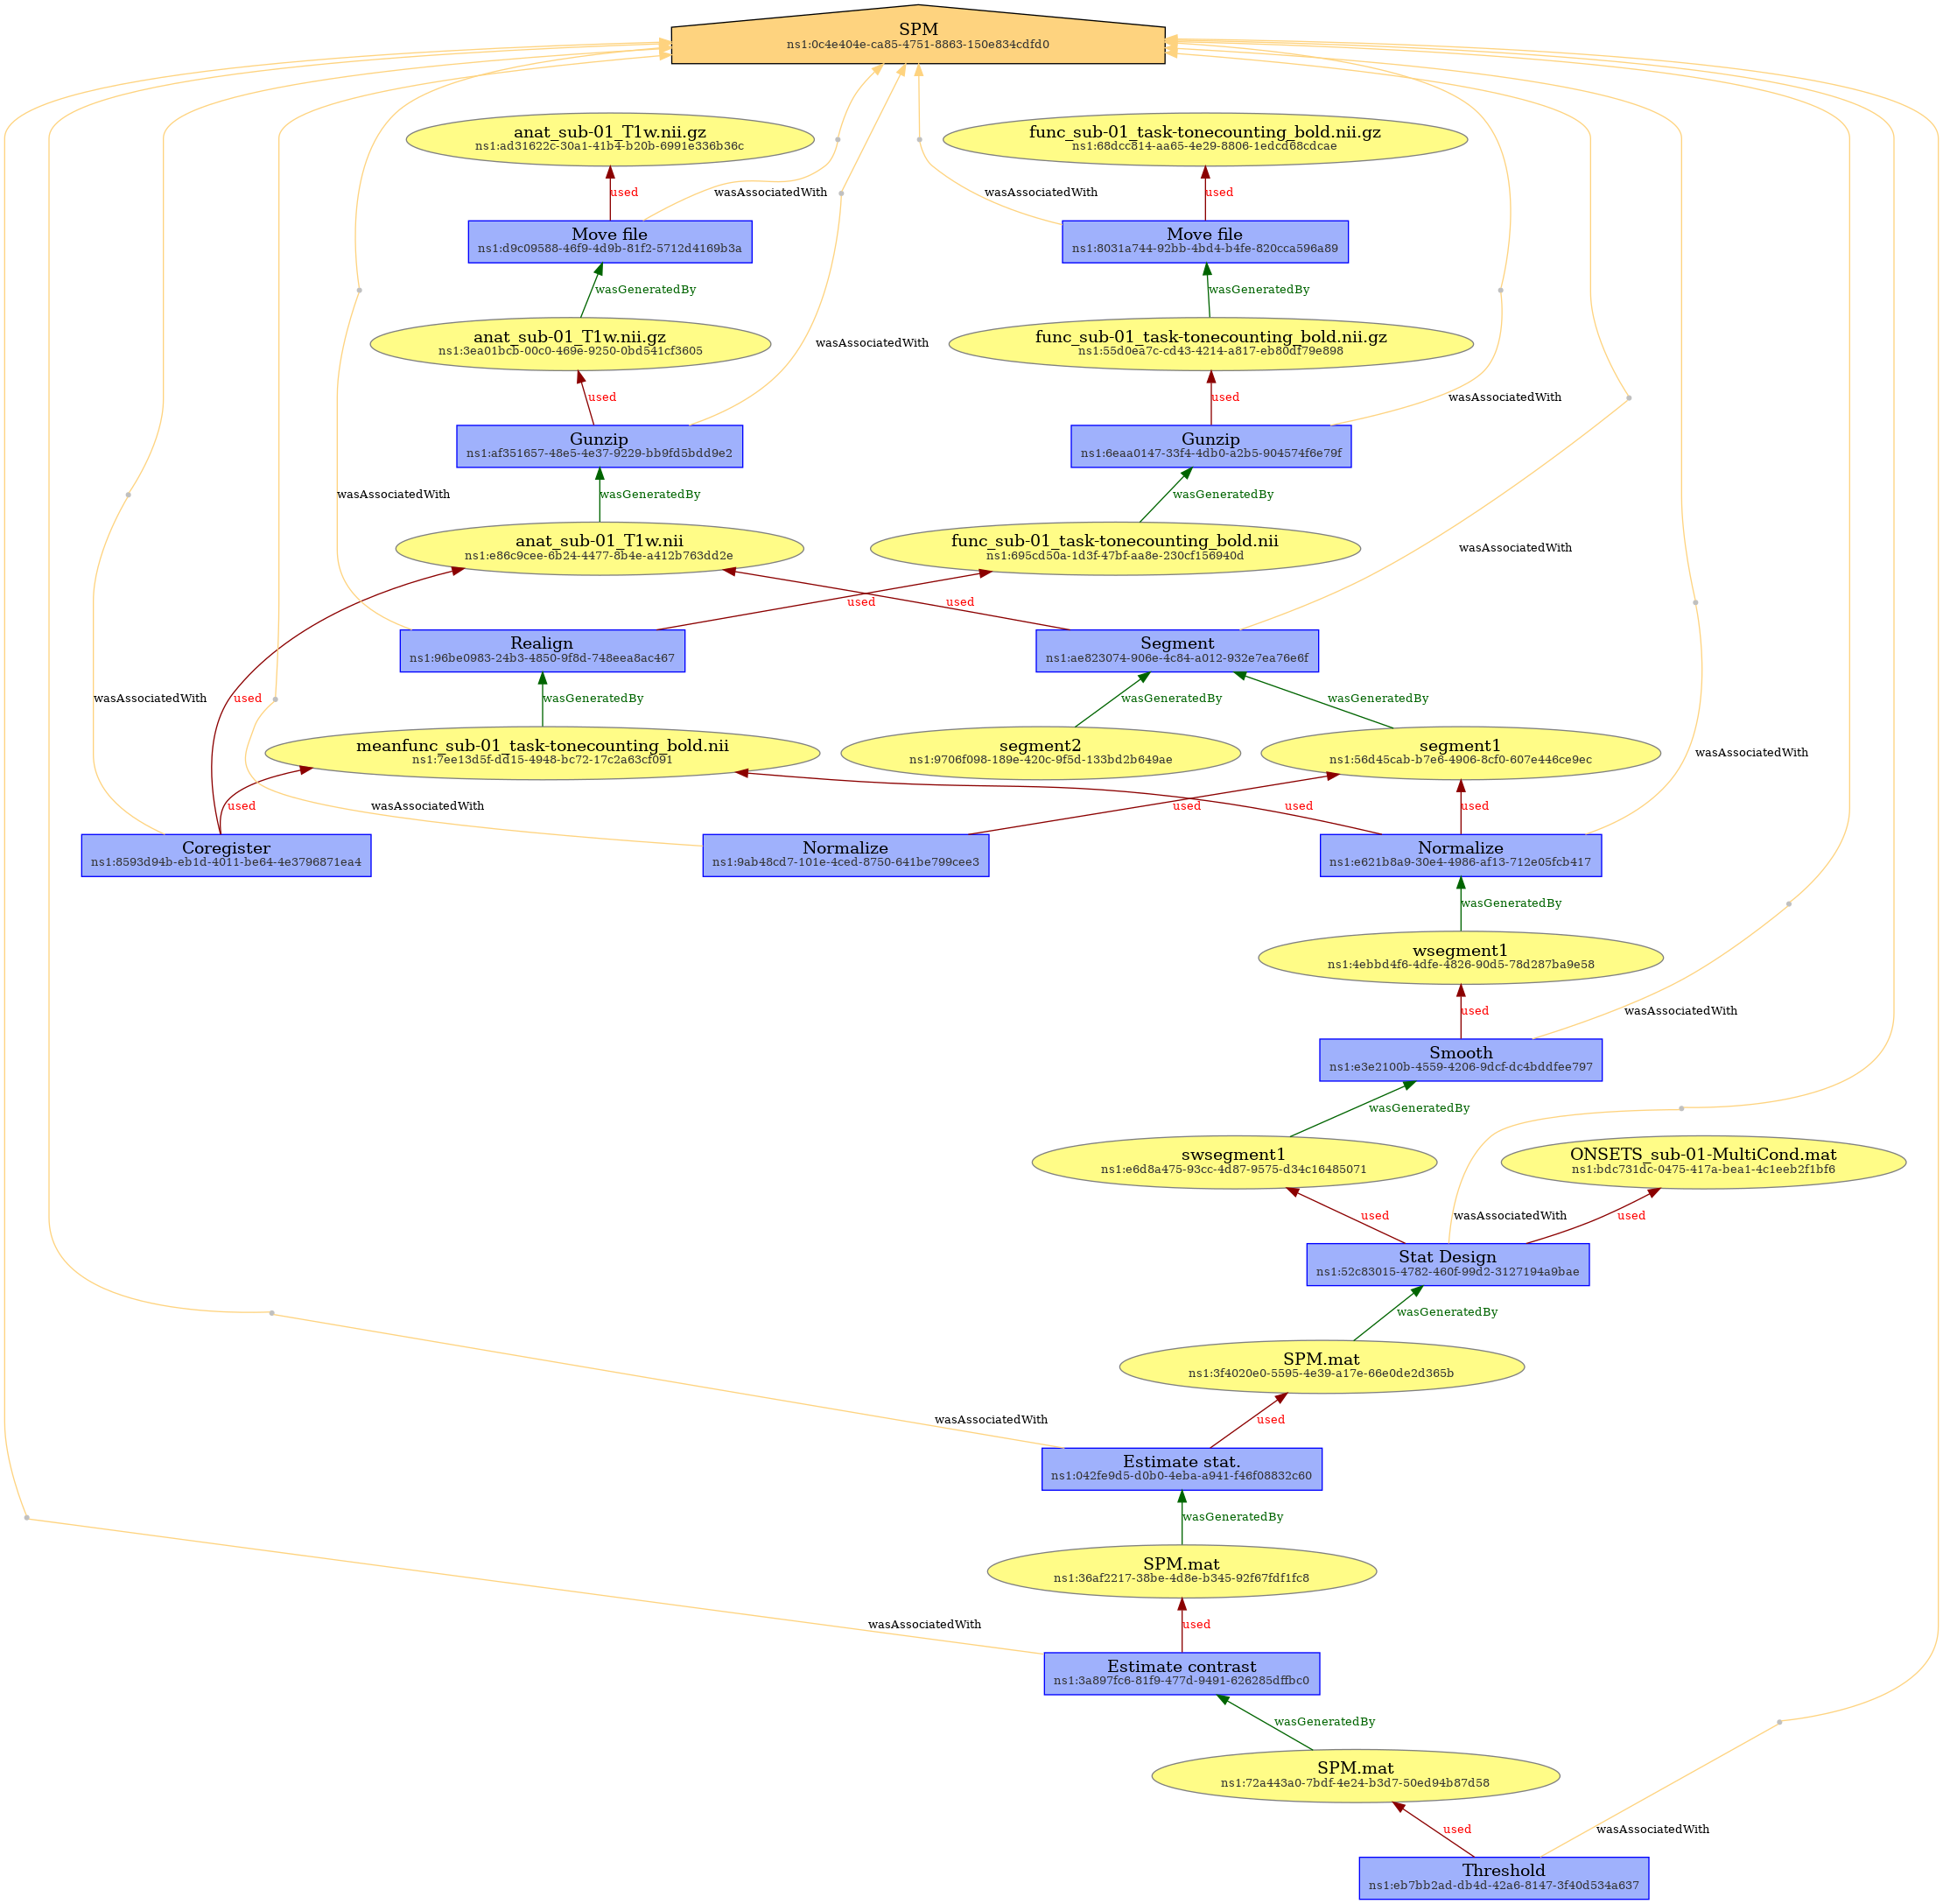 SPM
ns1:0c4e404e-ca85-4751-8863-150e834cdfd0
anat_sub-01_T1w.nii.gz
ns1:ad31622c-30a1-41b4-b20b-6991e336b36c
func_sub-01_task-tonecounting_bold.nii.gz
ns1:68dcc814-aa65-4e29-8806-1edcd68cdcae
used
wasAssociatedWith
wasAssociatedWith
used
Move file
ns1:d9c09588-46f9-4d9b-81f2-5712d4169b3a
Move file
ns1:8031a744-92bb-4bd4-b4fe-820cca596a89
wasGeneratedBy
wasGeneratedBy
anat_sub-01_T1w.nii.gz
ns1:3ea01bcb-00c0-469e-9250-0bd541cf3605
wasAssociatedWith
func_sub-01_task-tonecounting_bold.nii.gz
ns1:55d0ea7c-cd43-4214-a817-eb80df79e898
used
used
wasAssociatedWith
Gunzip
ns1:af351657-48e5-4e37-9229-bb9fd5bdd9e2
Gunzip
ns1:6eaa0147-33f4-4db0-a2b5-904574f6e79f
wasAssociatedWith
wasGeneratedBy
wasGeneratedBy
anat_sub-01_T1w.nii
ns1:e86c9cee-6b24-4477-8b4e-a412b763dd2e
func_sub-01_task-tonecounting_bold.nii
ns1:695cd50a-1d3f-47bf-aa8e-230cf156940d
wasAssociatedWith
used
used
Realign
ns1:96be0983-24b3-4850-9f8d-748eea8ac467
Segment
ns1:ae823074-906e-4c84-a012-932e7ea76e6f
wasAssociatedWith
used
wasGeneratedBy
wasGeneratedBy
wasGeneratedBy
meanfunc_sub-01_task-tonecounting_bold.nii
ns1:7ee13d5f-dd15-4948-bc72-17c2a63cf091
segment2
ns1:9706f098-189e-420c-9f5d-133bd2b649ae
segment1
ns1:56d45cab-b7e6-4906-8cf0-607e446ce9ec
wasAssociatedWith
used
wasAssociatedWith
used
used
used
Coregister
ns1:8593d94b-eb1d-4011-be64-4e3796871ea4
Normalize
ns1:9ab48cd7-101e-4ced-8750-641be799cee3
Normalize
ns1:e621b8a9-30e4-4986-af13-712e05fcb417
wasGeneratedBy
wsegment1
ns1:4ebbd4f6-4dfe-4826-90d5-78d287ba9e58
used
wasAssociatedWith
Smooth
ns1:e3e2100b-4559-4206-9dcf-dc4bddfee797
wasGeneratedBy
swsegment1
ns1:e6d8a475-93cc-4d87-9575-d34c16485071
ONSETS_sub-01-MultiCond.mat
ns1:bdc731dc-0475-417a-bea1-4c1eeb2f1bf6
used
wasAssociatedWith
used
Stat Design
ns1:52c83015-4782-460f-99d2-3127194a9bae
wasGeneratedBy
SPM.mat
ns1:3f4020e0-5595-4e39-a17e-66e0de2d365b
wasAssociatedWith
used
Estimate stat.
ns1:042fe9d5-d0b0-4eba-a941-f46f08832c60
wasGeneratedBy
SPM.mat
ns1:36af2217-38be-4d8e-b345-92f67fdf1fc8
wasAssociatedWith
used
Estimate contrast
ns1:3a897fc6-81f9-477d-9491-626285dffbc0
wasGeneratedBy
SPM.mat
ns1:72a443a0-7bdf-4e24-b3d7-50ed94b87d58
used
wasAssociatedWith
Threshold
ns1:eb7bb2ad-db4d-42a6-8147-3f40d534a637